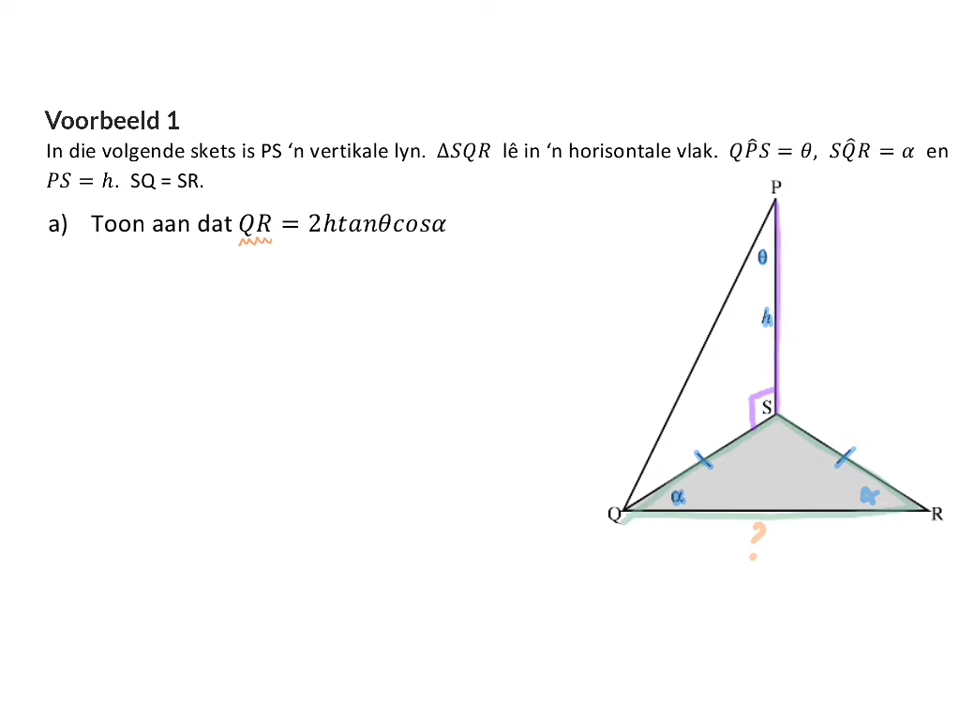 Voorbeeld 1
In die volgende skets is PS ‘n vertikale lyn. ΔSQR lê in ‘n horisontale vlak. QP̂S = θ, SQ̂R = α en
PS = h. SQ = SR.
a) Toon aan dat QR = 2htanθcosα
P
θ
h
S
α
α
Q
R
?